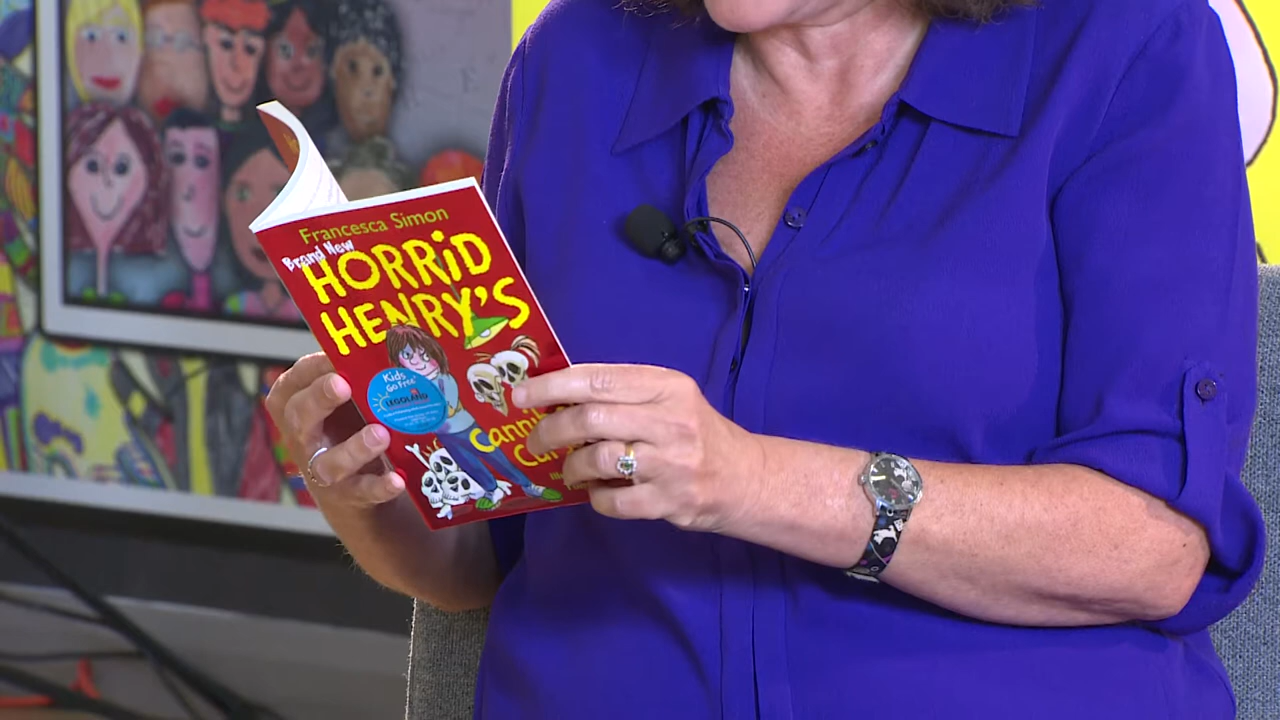 Francesca Simon
Brand New
HORRiD
HENRY'S
Kids
Go Free
LEGOLAND